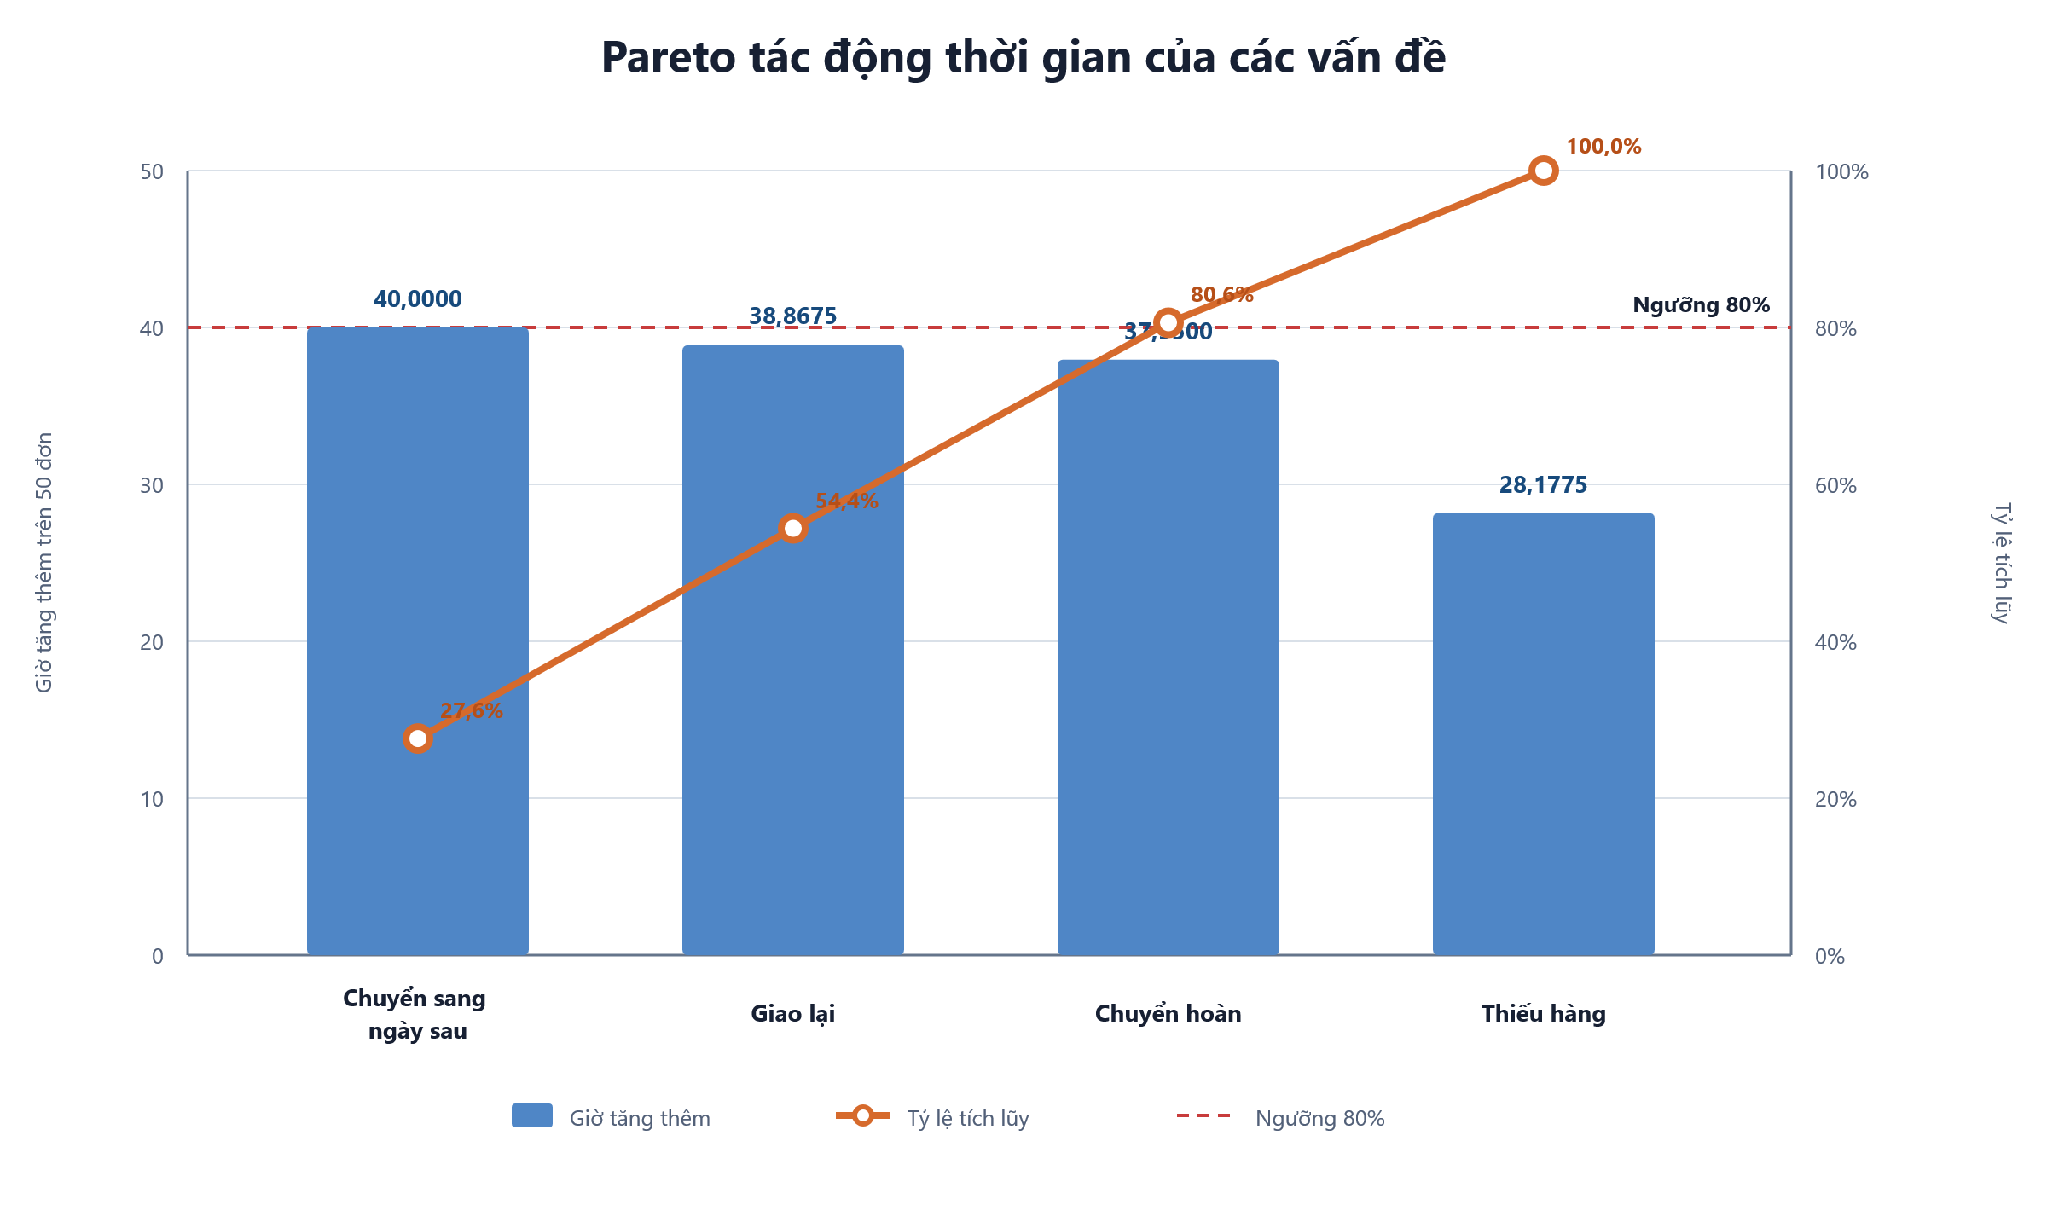 Pareto tác động thời gian của các vấn đề
100,0%
50
100%
80,6%
40,0000
Ngưỡng 80%
38,8675
40
80%
54,4%
30
28,1775
60%
Giờ tăng thêm trên 50 đơn
Tỷ lệ tích lũy
20
40%
27,6%
10
20%
0
0%
Chuyển sang
ngày sau
Giao lại
Chuyển hoàn
Thiếu hàng
Giờ tăng thêm
Tỷ lệ tích lũy
Ngưỡng 80%